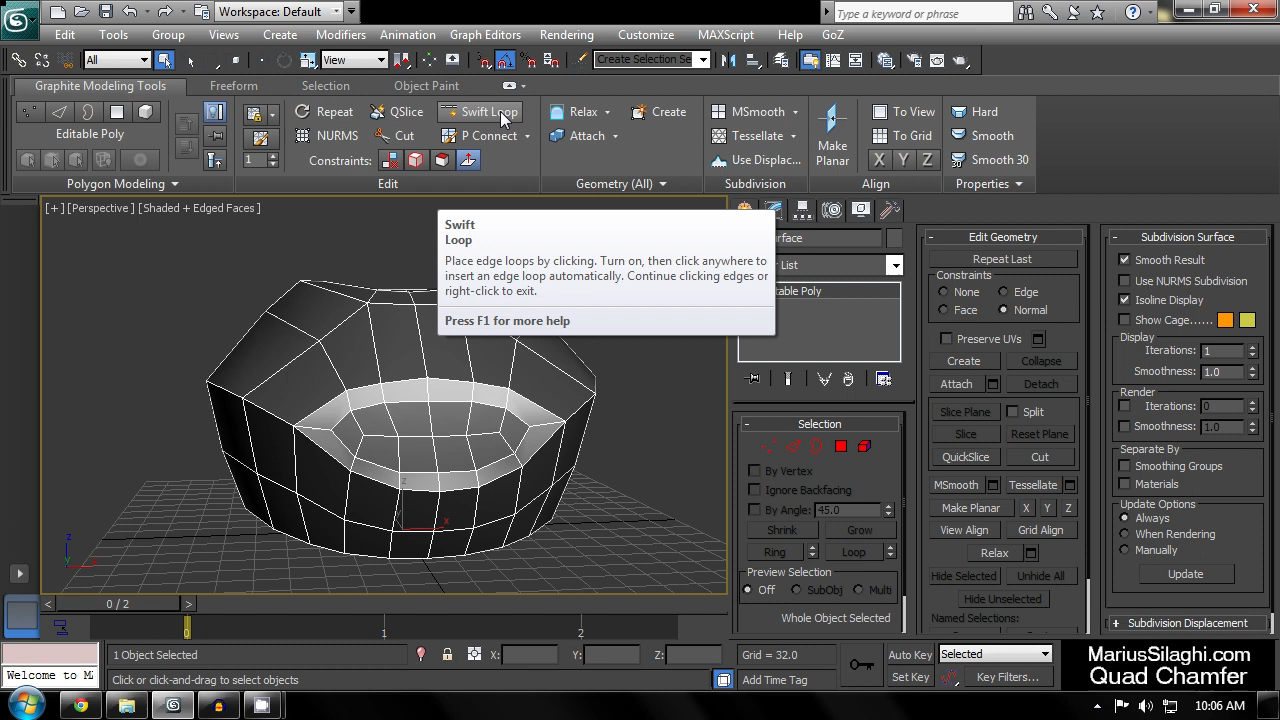 Workspace: Default
Type a keyword or phrase
Edit Tools Group Views Create Modifiers Animation Graph Editors Rendering Customize MAXScript Help GoZ
All
View
Create Selection Se
Graphite Modeling Tools Freeform Selection Object Paint
Repeat QSlice Swift Loop Relax Create MSmooth To View Hard
Editable Poly
NURMS Cut P Connect Attach Tessellate To Grid Smooth
Make
Planar
1 Constraints: Use Displac... X Y Z Smooth 30
Polygon Modeling Edit Geometry (All) Subdivision Align Properties
[+] [Perspective] [Shaded + Edged Faces]
Swift
Loop
Place edge loops by clicking. Turn on, then click anywhere to
insert an edge loop automatically. Continue clicking edges or
right-click to exit.
Press F1 for more help
z
x
z
y
x
rface
r List
table Poly
Selection
By Vertex
Ignore Backfacing
By Angle: 45.0
Shrink Grow
Ring Loop
Preview Selection
Off SubObj Multi
Whole Object Selected
Edit Geometry
Repeat Last
Constraints
None Edge
Face Normal
Preserve UVs
Create Collapse
Attach Detach
Slice Plane Split
Slice Reset Plane
QuickSlice Cut
MSmooth Tessellate
Make Planar X Y Z
View Align Grid Align
Relax
Hide Selected Unhide All
Hide Unselected
Named Selections:
Subdivision Surface
Smooth Result
Use NURMS Subdivision
Isoline Display
Show Cage......
Display
Iterations: 1
Smoothness: 1.0
Render
Iterations: 0
Smoothness: 1.0
Separate By
Smoothing Groups
Materials
Update Options
Always
When Rendering
Manually
Update
Subdivision Displacement
< 0 / 2 >
0 1 2
1 Object Selected X: Y: Z: Grid = 32.0 Auto Key Selected
Welcome to M
Click or click-and-drag to select objects Add Time Tag Set Key Key Filters...
MariusSilaghi.com
Quad Chamfer
10:06 AM